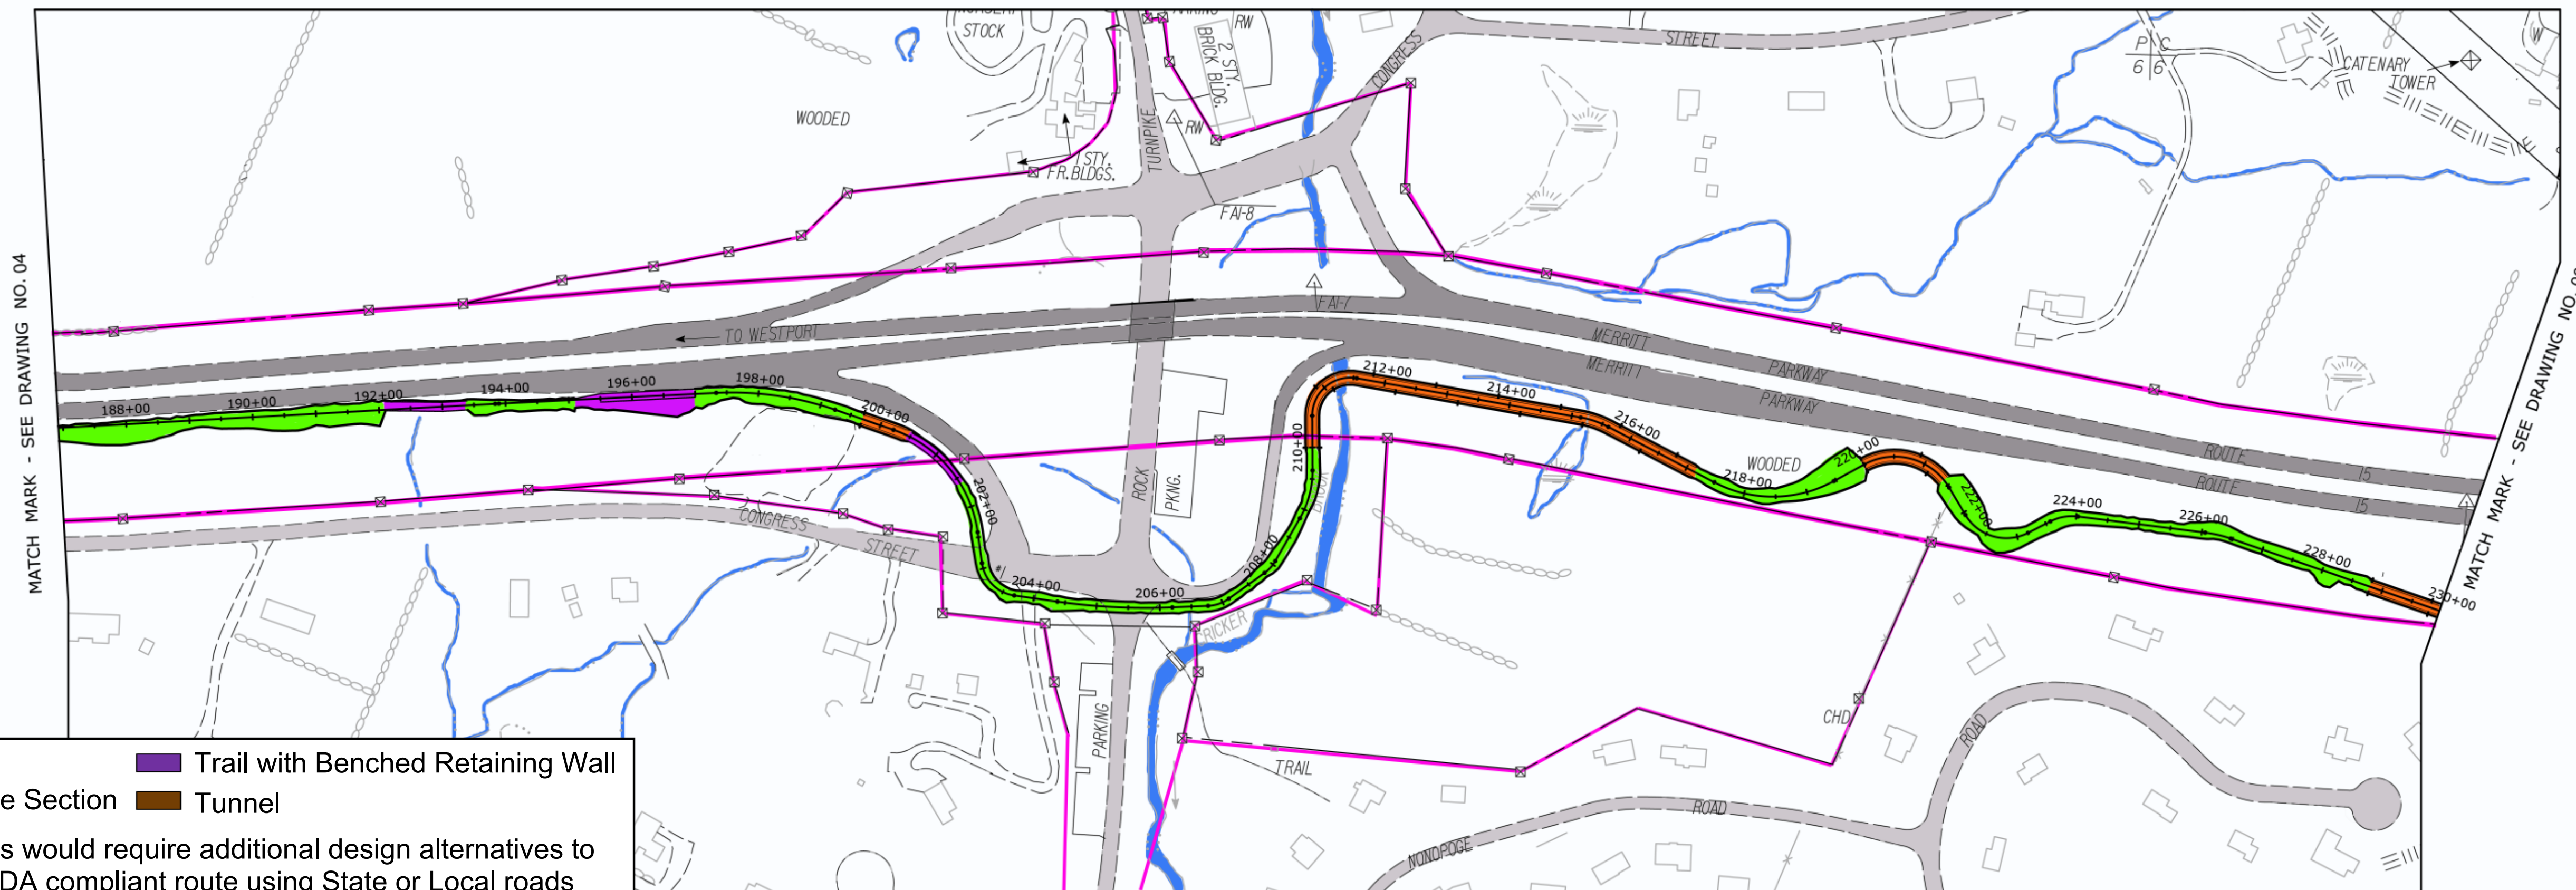 STOCK
RW
2 STY.
BRICK BLDG.
CONGRESS
STREET
P C
6 6
CATENARY
TOWER
W
WOODED
TURNPIKE
RW
1 STY.
FR.BLDGS.
FAI-8
MATCH MARK - SEE DRAWING NO. 04
TO WESTPORT
FAI-7
MERRITT
PARKWAY
MERRITT
PARKWAY
ROUTE
15
ROUTE
15
MATCH MARK - SEE DRAWING NO.
188+00
190+00
192+00
194+00
196+00
198+00
200+00
202+00
204+00
206+00
208+00
210+00
212+00
214+00
216+00
218+00
220+00
222+00
224+00
226+00
228+00
230+00
WOODED
ROCK
PKNG.
BROOK
CONGRESS
STREET
#1
CRICKER
PARKING
TRAIL
CHD
ROAD
ROAD
NONOPOGE
Trail with Benched Retaining Wall
e Section
Tunnel
s would require additional design alternatives to
DA compliant route using State or Local roads